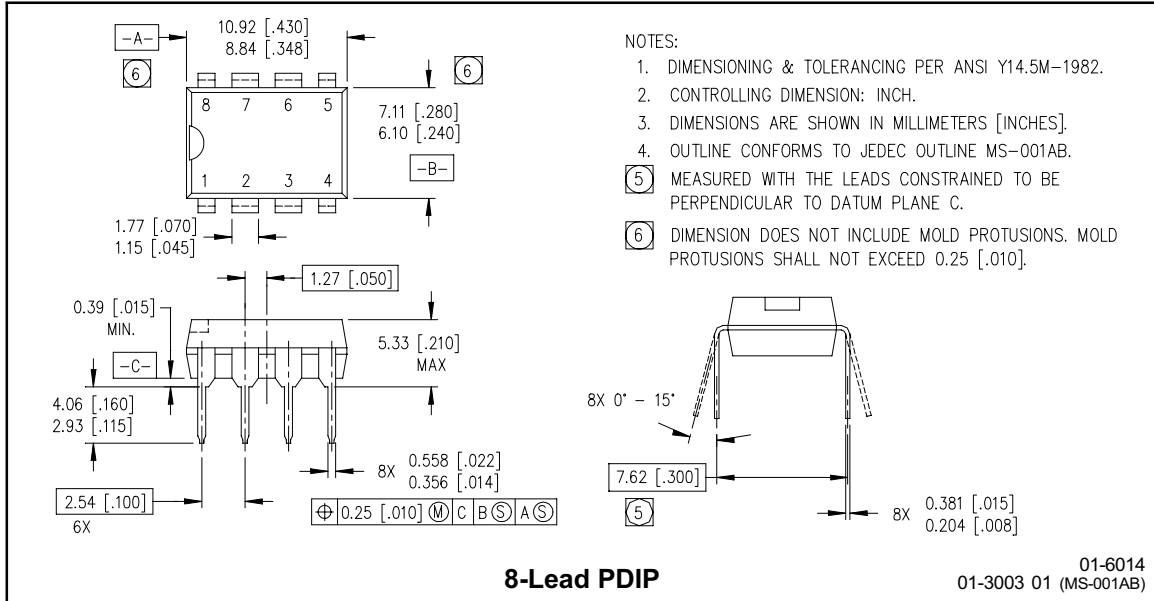 -A-
10.92 [.430]
8.84 [.348]
6
6
8 7 6 5
1 2 3 4
7.11 [.280]
6.10 [.240]
-B-
1.77 [.070]
1.15 [.045]
1.27 [.050]
0.39 [.015]
MIN.
-C-
5.33 [.210]
MAX
4.06 [.160]
2.93 [.115]
2.54 [.100]
6X
8X 0.558 [.022]
0.356 [.014]
⌖ 0.25 [.010] Ⓜ C B Ⓢ A Ⓢ
NOTES:
1. DIMENSIONING & TOLERANCING PER ANSI Y14.5M-1982.
2. CONTROLLING DIMENSION: INCH.
3. DIMENSIONS ARE SHOWN IN MILLIMETERS [INCHES].
4. OUTLINE CONFORMS TO JEDEC OUTLINE MS-001AB.
5 MEASURED WITH THE LEADS CONSTRAINED TO BE
PERPENDICULAR TO DATUM PLANE C.
6 DIMENSION DOES NOT INCLUDE MOLD PROTUSIONS. MOLD
PROTUSIONS SHALL NOT EXCEED 0.25 [.010].
8X 0° - 15°
7.62 [.300]
5
8X 0.381 [.015]
0.204 [.008]
8-Lead PDIP
01-6014
01-3003 01 (MS-001AB)